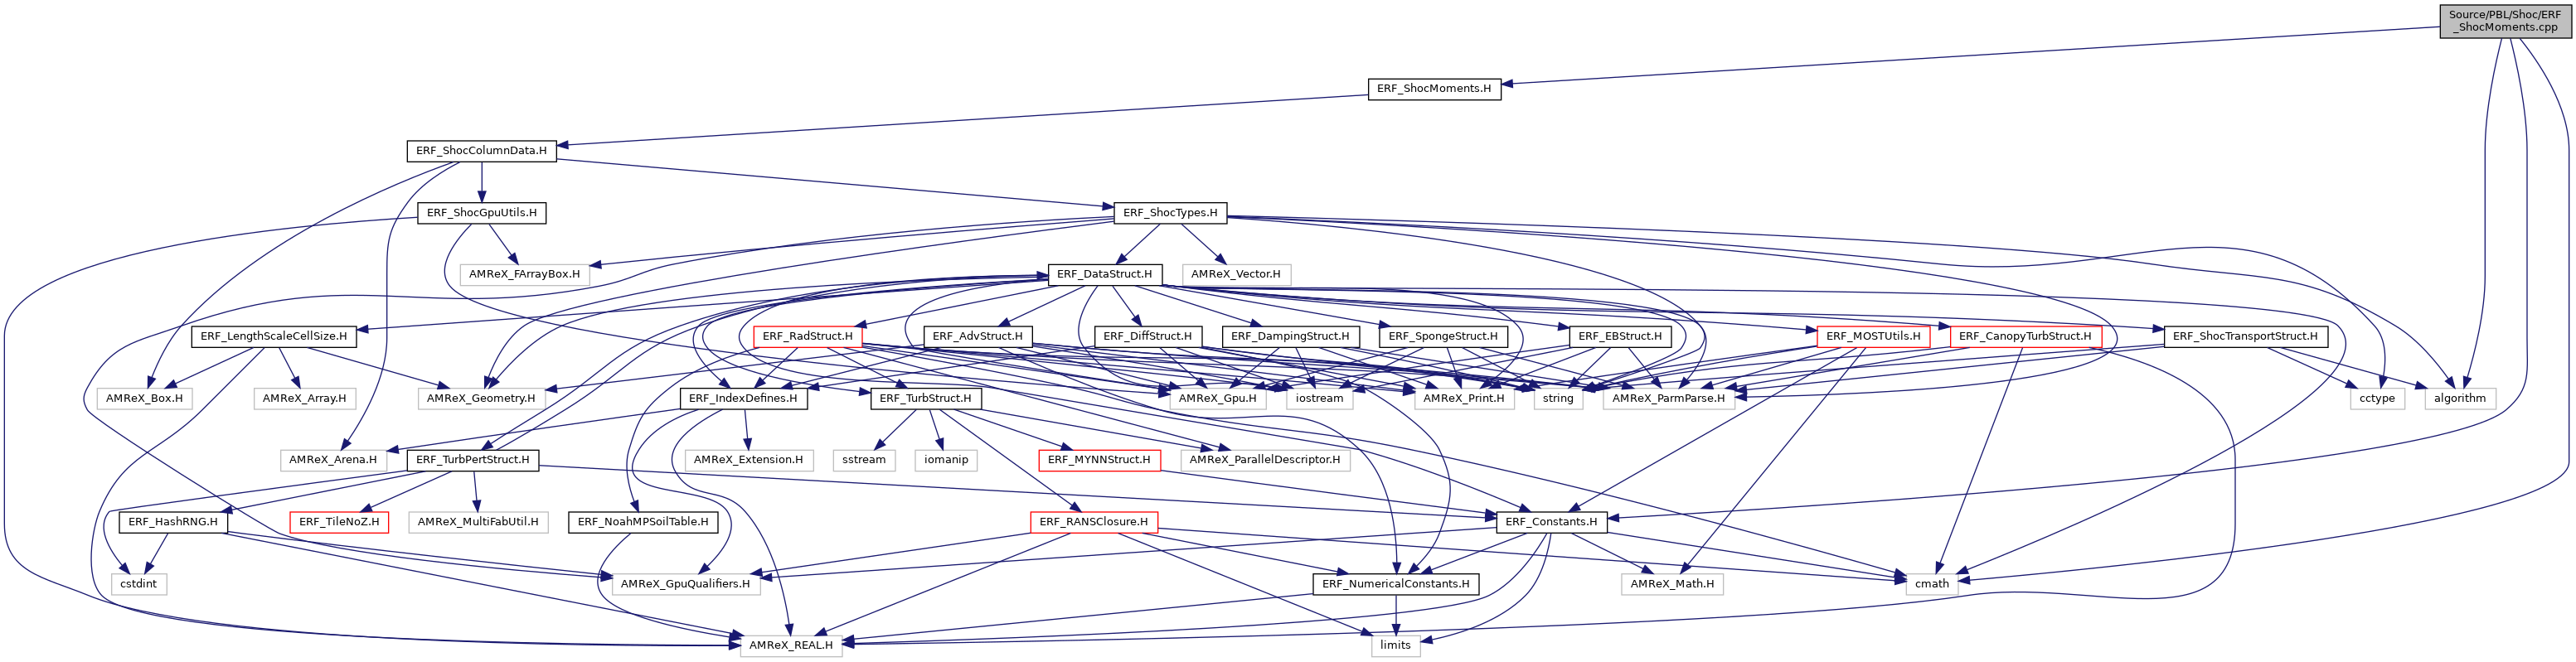 Source/PBL/Shoc/ERF
_ShocMoments.cpp
ERF_ShocMoments.H
ERF_ShocColumnData.H
ERF_ShocGpuUtils.H
ERF_ShocTypes.H
AMReX_FArrayBox.H
AMReX_Vector.H
ERF_DataStruct.H
ERF_LengthScaleCellSize.H
ERF_RadStruct.H
ERF_AdvStruct.H
ERF_DiffStruct.H
ERF_DampingStruct.H
ERF_SpongeStruct.H
ERF_EBStruct.H
ERF_MOSTUtils.H
ERF_CanopyTurbStruct.H
ERF_ShocTransportStruct.H
AMReX_Box.H
AMReX_Array.H
AMReX_Geometry.H
ERF_IndexDefines.H
ERF_TurbStruct.H
AMReX_Gpu.H
iostream
AMReX_Print.H
string
AMReX_ParmParse.H
cctype
algorithm
AMReX_Arena.H
ERF_TurbPertStruct.H
AMReX_Extension.H
sstream
iomanip
ERF_MYNNStruct.H
AMReX_ParallelDescriptor.H
ERF_HashRNG.H
ERF_TileNoZ.H
AMReX_MultiFabUtil.H
ERF_NoahMPSoilTable.H
ERF_RANSClosure.H
ERF_Constants.H
cstdint
AMReX_GpuQualifiers.H
ERF_NumericalConstants.H
AMReX_Math.H
cmath
AMReX_REAL.H
limits